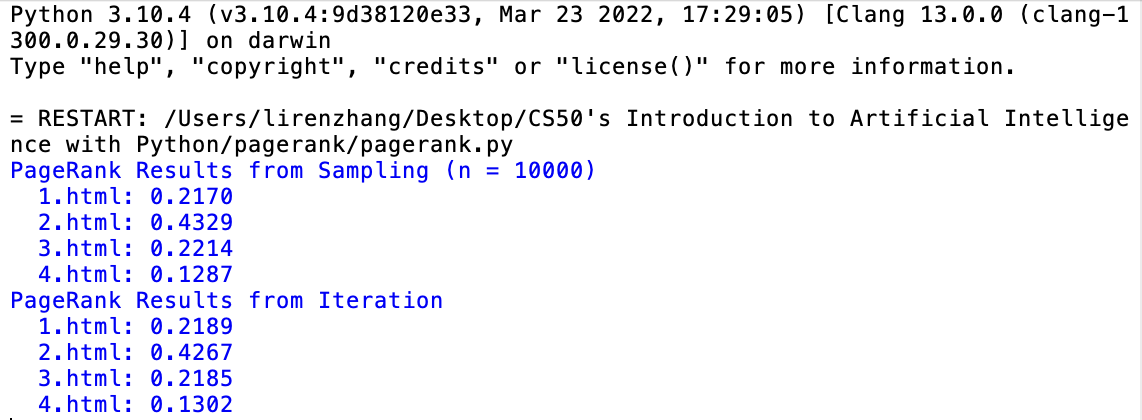 Python 3.10.4 (v3.10.4:9d38120e33, Mar 23 2022, 17:29:05) [Clang 13.0.0 (clang-1
300.0.29.30)] on darwin
Type "help", "copyright", "credits" or "license()" for more information.
= RESTART: /Users/lirenzhang/Desktop/CS50's Introduction to Artificial Intellige
nce with Python/pagerank/pagerank.py
PageRank Results from Sampling (n = 10000)
  1.html: 0.2170
  2.html: 0.4329
  3.html: 0.2214
  4.html: 0.1287
PageRank Results from Iteration
  1.html: 0.2189
  2.html: 0.4267
  3.html: 0.2185
  4.html: 0.1302